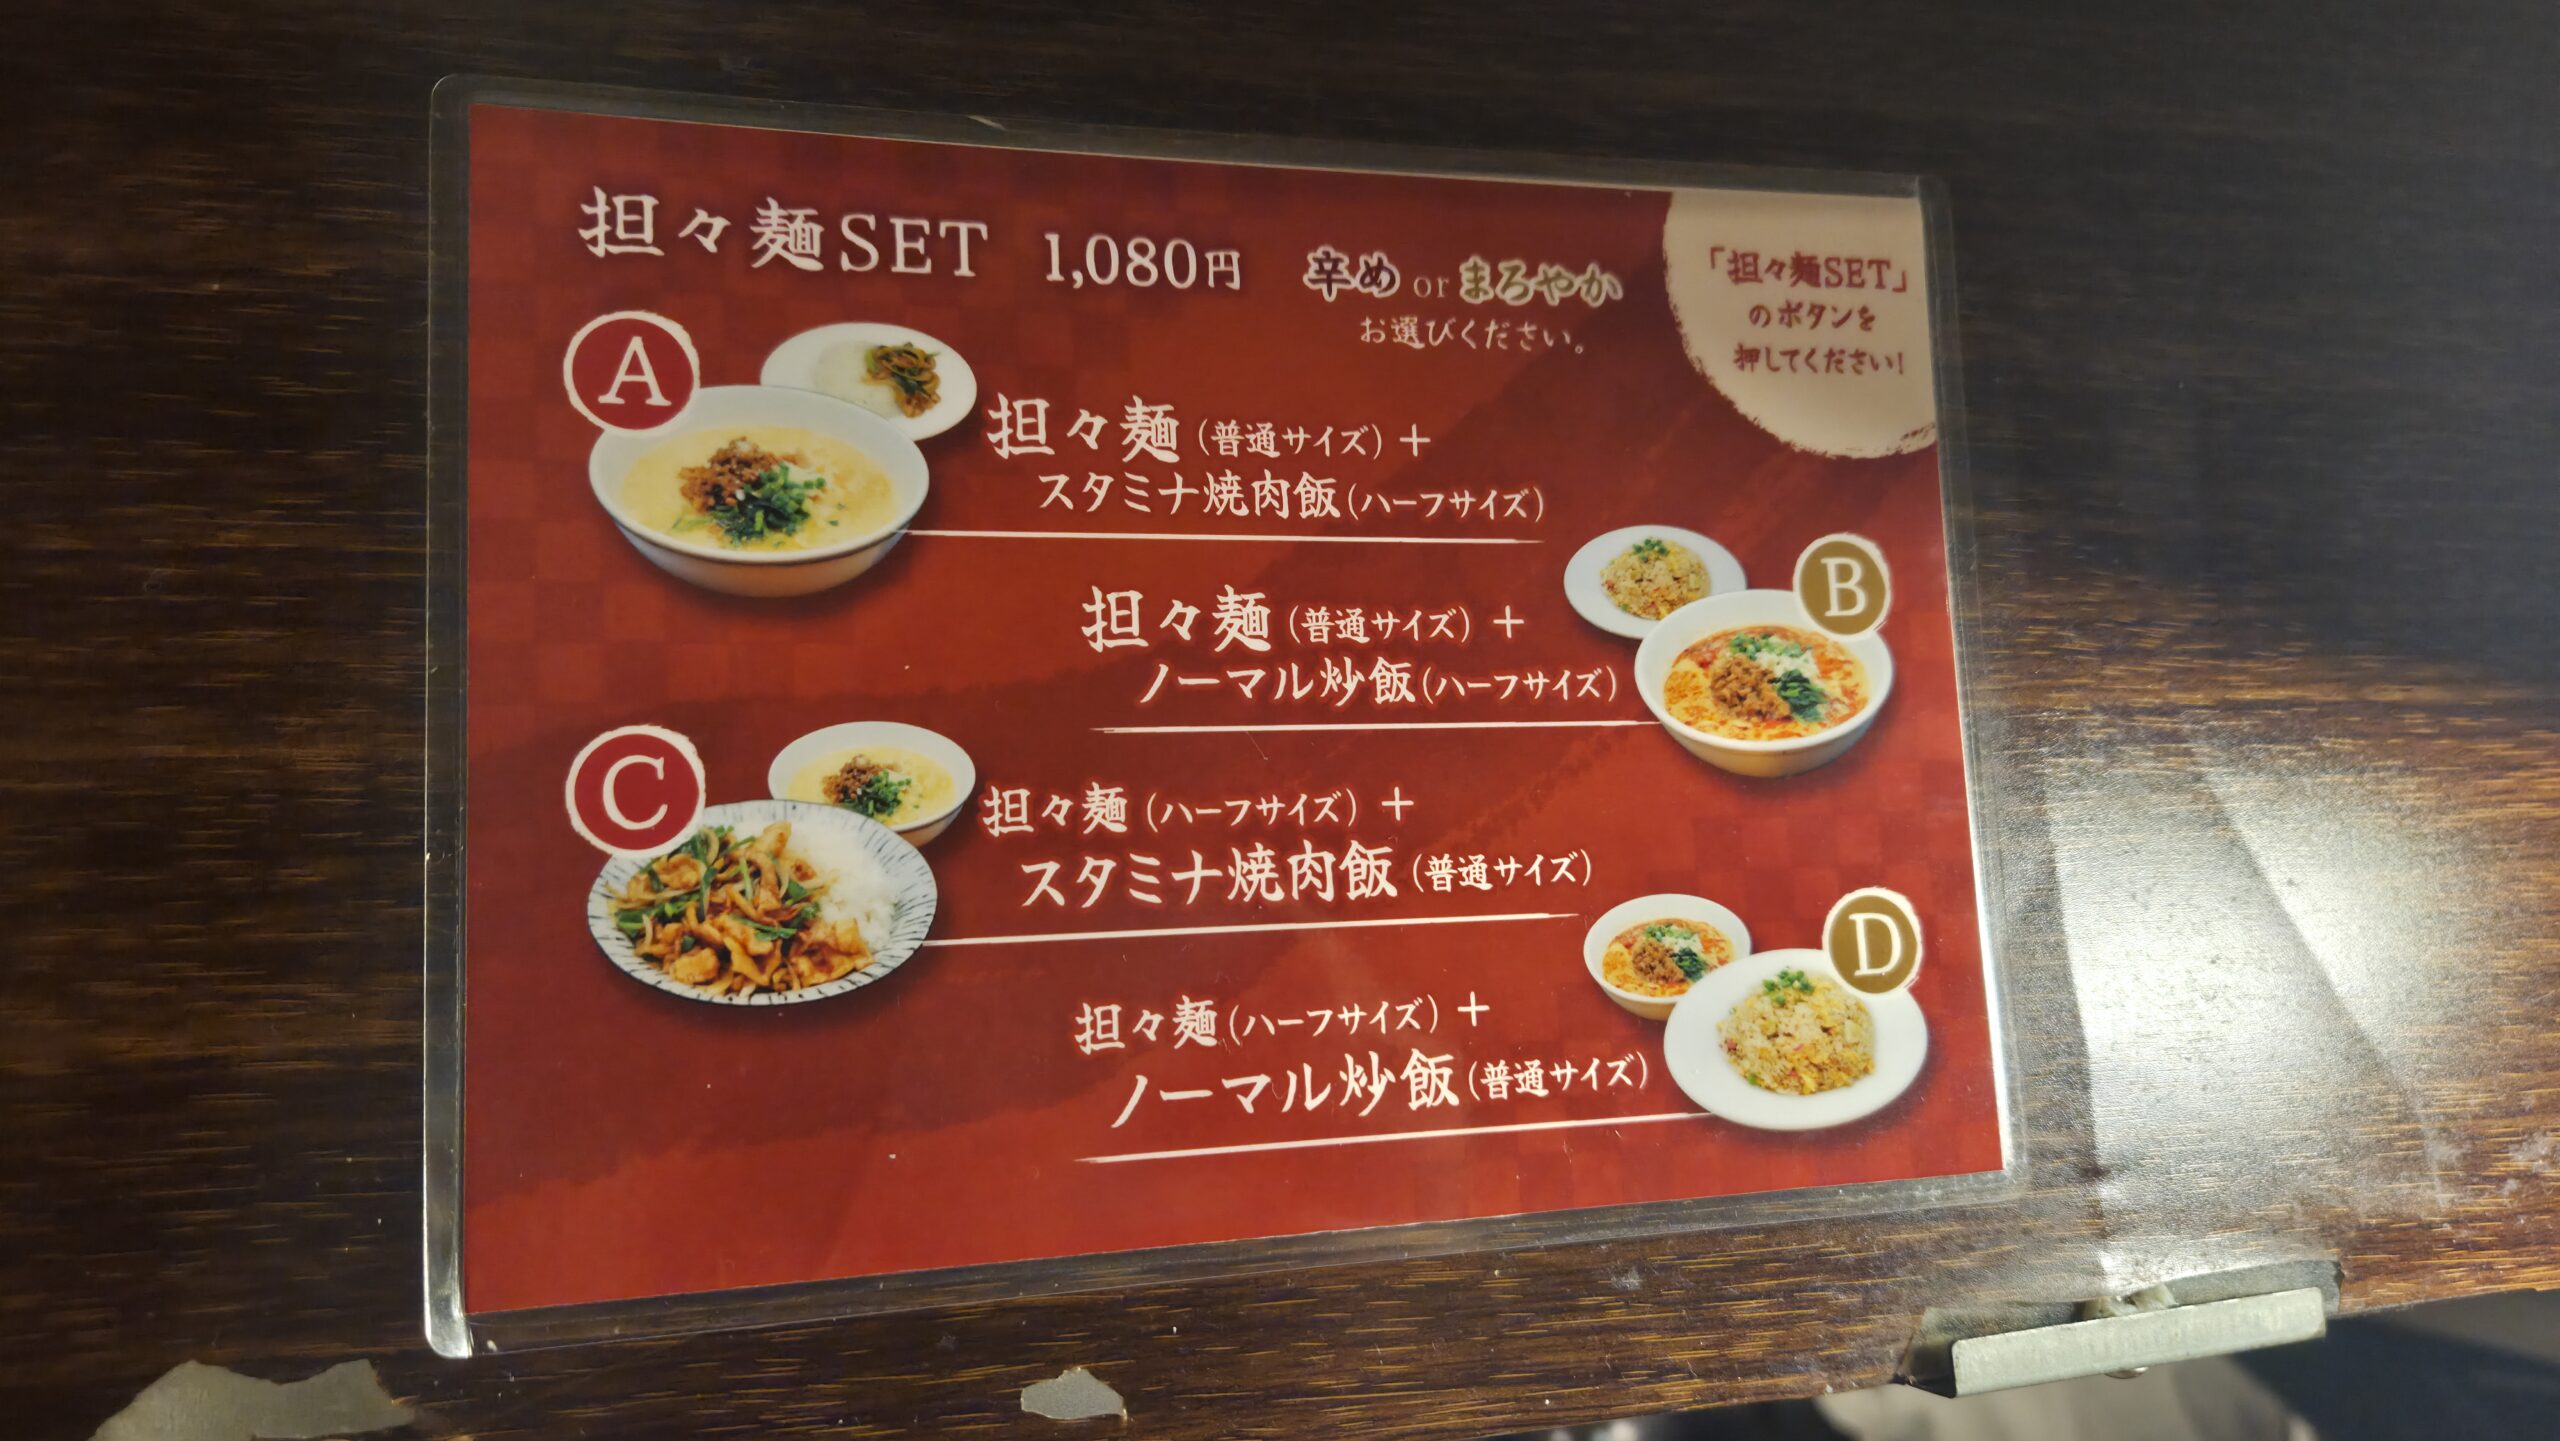 担々麺SET 1,080円
辛め or まろやか
お選びください。
「担々麺SET」
のボタンを
押してください!
A
担々麺(普通サイズ)+
スタミナ焼肉飯(ハーフサイズ)
B
担々麺(普通サイズ)+
ノーマル炒飯(ハーフサイズ)
C
担々麺(ハーフサイズ)+
スタミナ焼肉飯(普通サイズ)
D
担々麺(ハーフサイズ)+
ノーマル炒飯(普通サイズ)